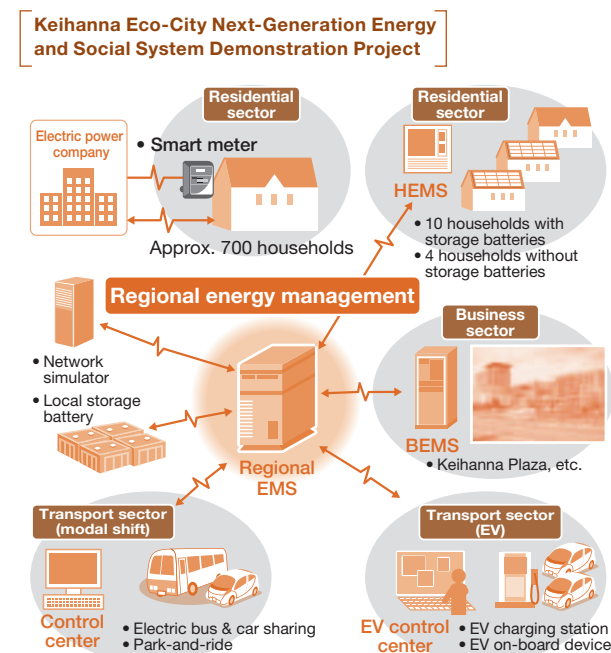 Keihanna Eco-City Next-Generation Energy
and Social System Demonstration Project
Residential
sector
Electric power
company
• Smart meter
Approx. 700 households
Residential
sector
HEMS
• 10 households with
storage batteries
• 4 households without
storage batteries
Regional energy management
• Network
simulator
• Local storage
battery
Regional
EMS
Business
sector
BEMS
• Keihanna Plaza, etc.
Transport sector
(modal shift)
Control
center
• Electric bus & car sharing
• Park-and-ride
Transport sector
(EV)
EV control
center
• EV charging station
• EV on-board device